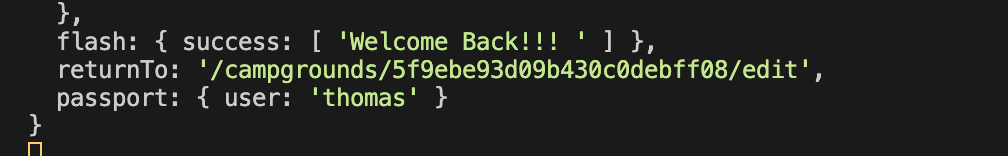 },
flash: { success: [ 'Welcome Back!!! ' ] },
returnTo: '/campgrounds/5f9ebe93d09b430c0debff08/edit',
passport: { user: 'thomas' }
}